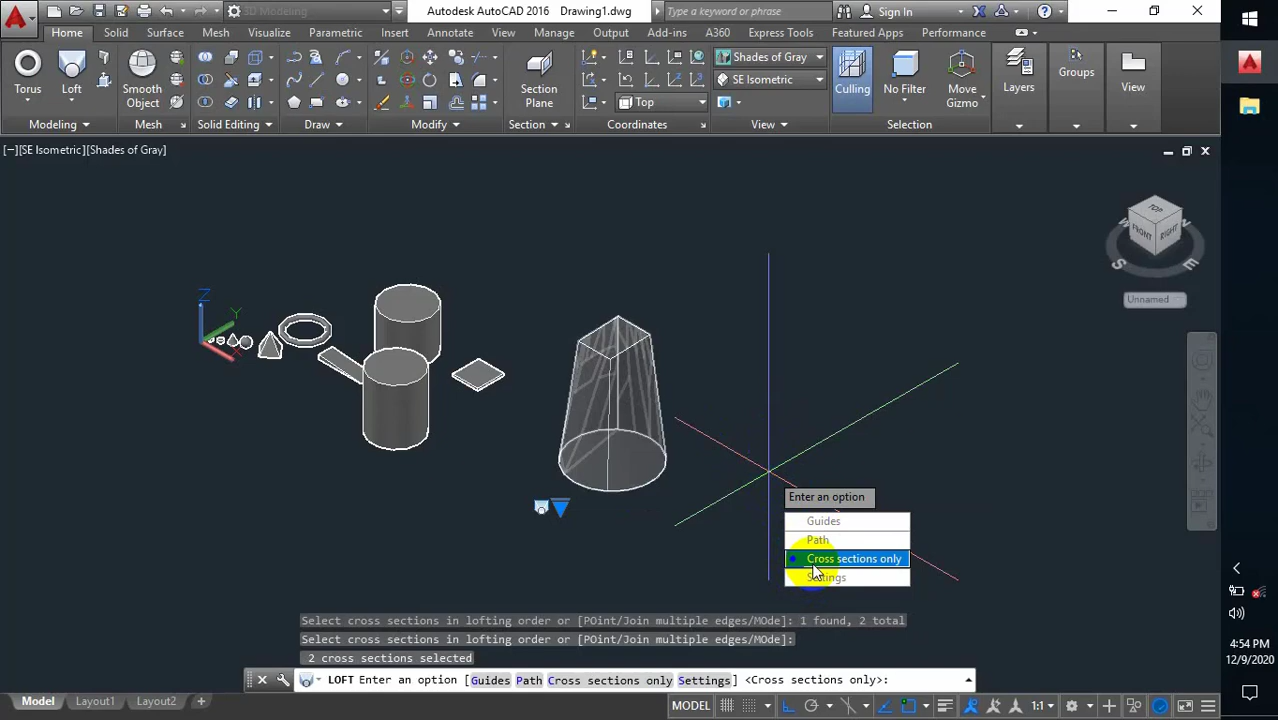 3D Modeling
Autodesk AutoCAD 2016 Drawing1.dwg
Type a keyword or phrase
Sign In
Home Solid Surface Mesh Visualize Parametric Insert Annotate View Manage Output Add-ins A360 Express Tools Featured Apps Performance
Torus
Loft
Smooth
Object
Section
Plane
Shades of Gray
SE Isometric
Top
Culling
No Filter
Move
Gizmo
Layers
Groups
View
Modeling
Mesh
Solid Editing
Draw
Modify
Section
Coordinates
View
Selection
[−][SE Isometric][Shades of Gray]
TOP
FRONT
RIGHT
N
S
E
Unnamed
Z
Y
X
Enter an option
Guides
Path
Cross sections only
Settings
Select cross sections in lofting order or [POint/Join multiple edges/MOde]: 1 found, 2 total
Select cross sections in lofting order or [POint/Join multiple edges/MOde]:
2 cross sections selected
LOFT Enter an option [Guides Path Cross sections only Settings] <Cross sections only>:
Model Layout1 Layout2 +
MODEL
1:1
4:54 PM
12/9/2020